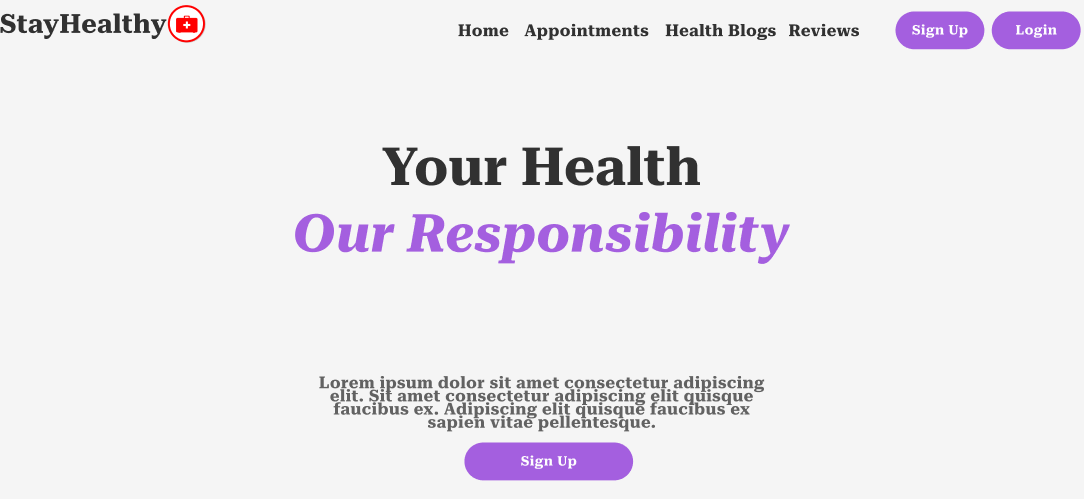 StayHealthy
Home Appointments Health Blogs Reviews Sign Up Login
Your Health
Our Responsibility
Lorem ipsum dolor sit amet consectetur adipiscing
elit. Sit amet consectetur adipiscing elit quisque
faucibus ex. Adipiscing elit quisque faucibus ex
sapien vitae pellentesque.
Sign Up